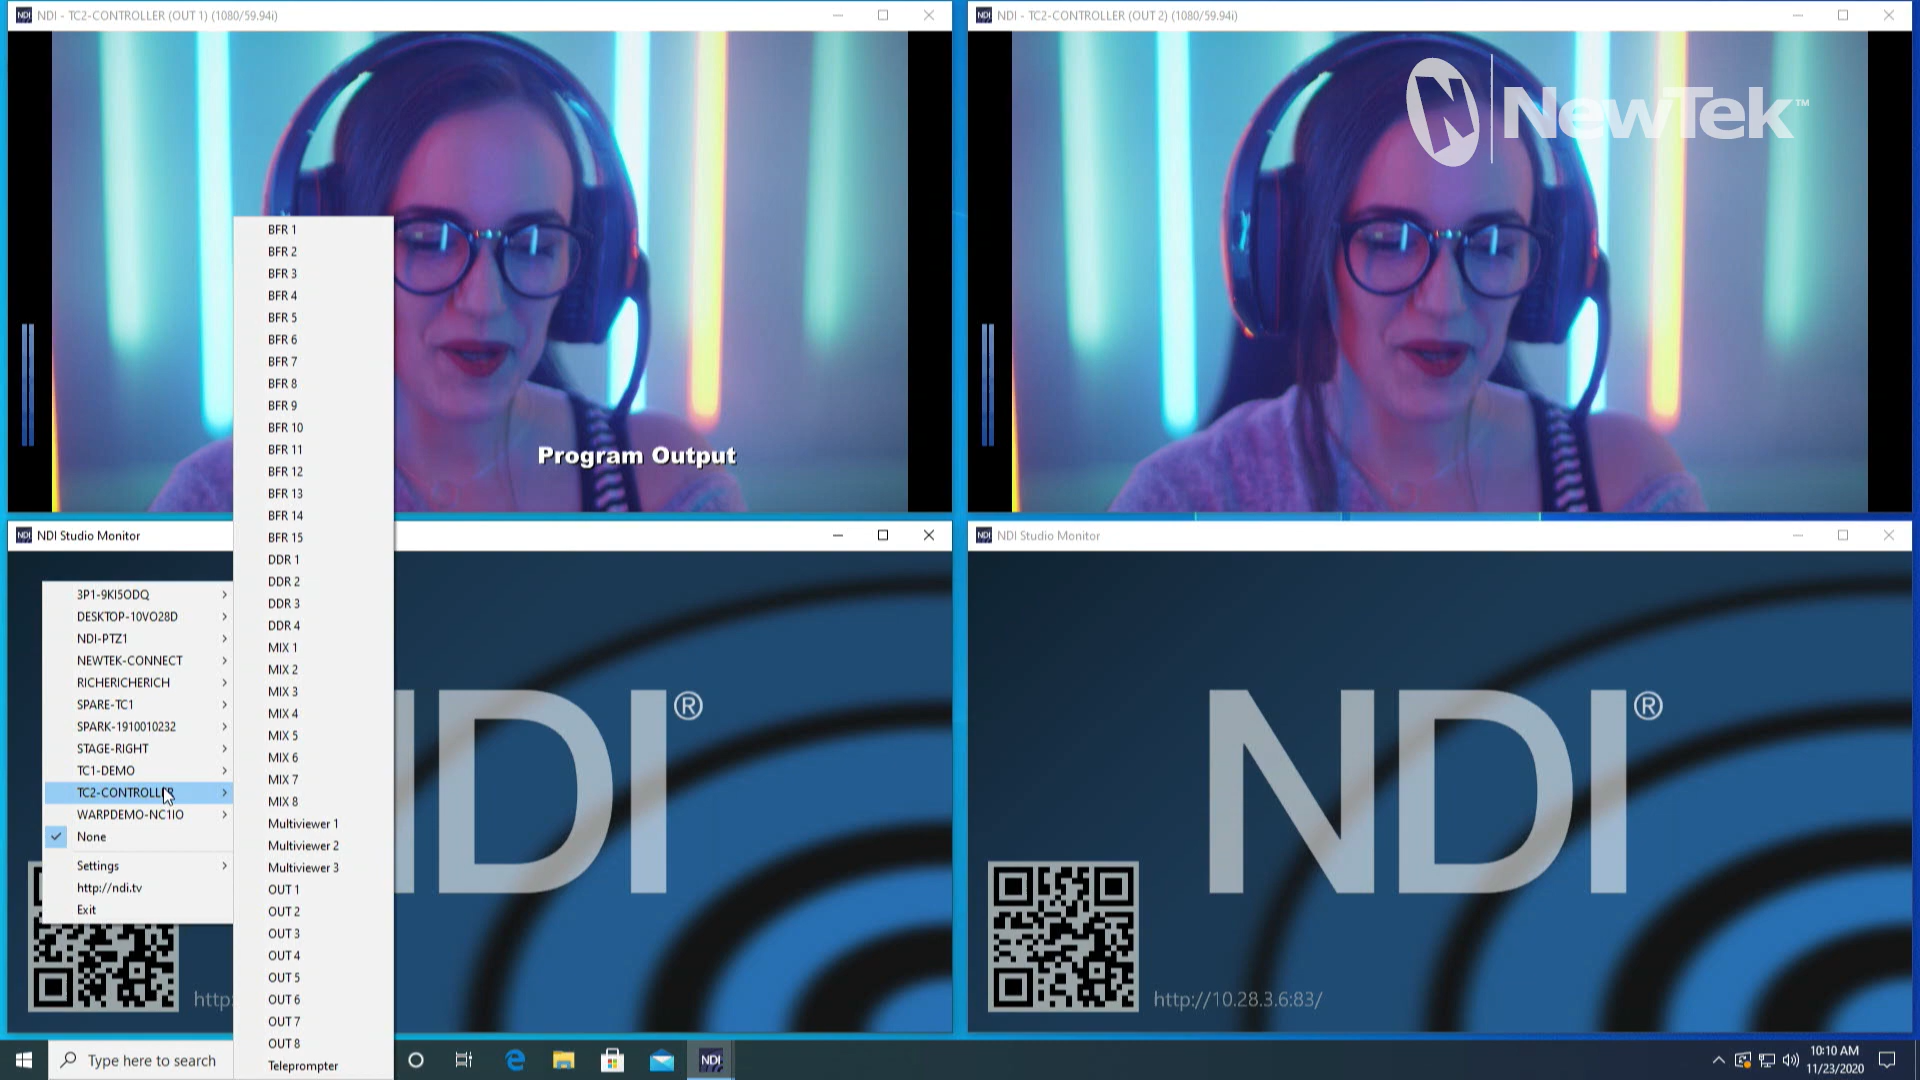 NDI - TC2-CONTROLLER (OUT 1) (1080/59.94i)
NDI - TC2-CONTROLLER (OUT 2) (1080/59.94i)
NewTek™
Program Output
BFR 1
BFR 2
BFR 3
BFR 4
BFR 5
BFR 6
BFR 7
BFR 8
BFR 9
BFR 10
BFR 11
BFR 12
BFR 13
BFR 14
BFR 15
DDR 1
DDR 2
DDR 3
DDR 4
MIX 1
MIX 2
MIX 3
MIX 4
MIX 5
MIX 6
MIX 7
MIX 8
Multiviewer 1
Multiviewer 2
Multiviewer 3
OUT 1
OUT 2
OUT 3
OUT 4
OUT 5
OUT 6
OUT 7
OUT 8
Teleprompter
NDI Studio Monitor
3P1-9KI5ODQ
DESKTOP-10VO28D
NDI-PTZ1
NEWTEK-CONNECT
RICHERICHERICH
SPARE-TC1
SPARK-1910010232
STAGE-RIGHT
TC1-DEMO
TC2-CONTROLLER
WARPDEMO-NC1IO
None
Settings
http://ndi.tv
Exit
NDI®
http:
NDI Studio Monitor
NDI®
http://10.28.3.6:83/
Type here to search
NDI
10:10 AM
11/23/2020